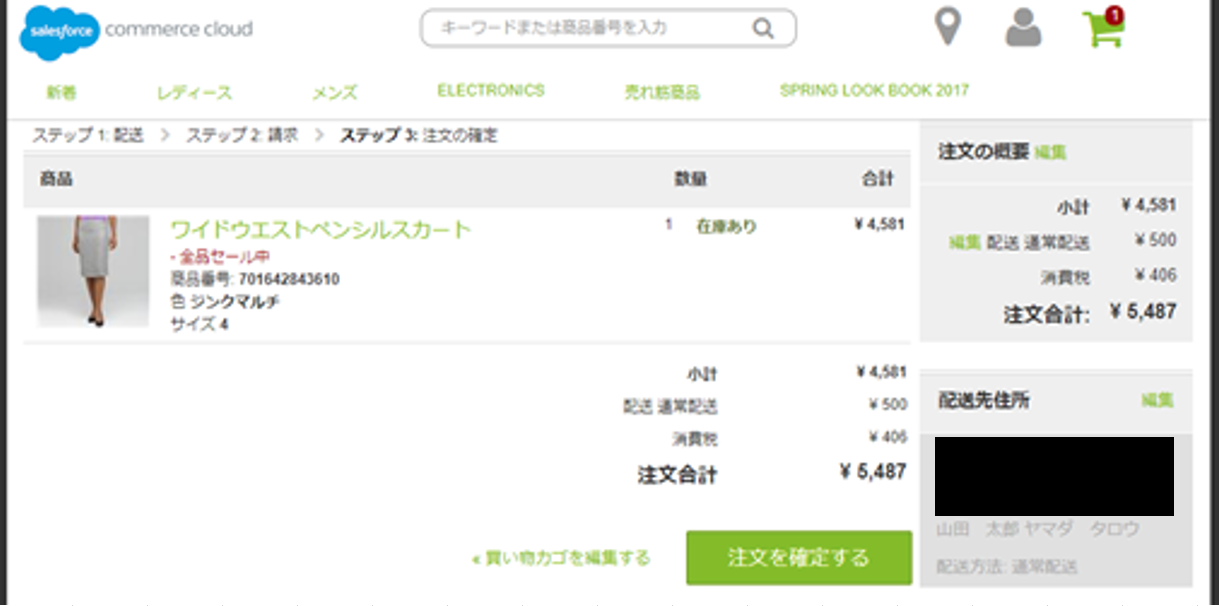 salesforce commerce cloud キーワードまたは商品番号を入力 1
新着 レディース メンズ ELECTRONICS 売れ筋商品 SPRING LOOK BOOK 2017
ステップ 1: 配送 > ステップ 2: 請求 > ステップ 3: 注文の確定
商品 数量 合計
ワイドウエストペンシルスカート 1 在庫あり ¥ 4,581
- 全品セール中
商品番号: 701642843610
色 ジンクマルチ
サイズ 4
小計 ¥ 4,581
配送 通常配送 ¥ 500
消費税 ¥ 406
注文合計 ¥ 5,487
« 買い物カゴを編集する 注文を確定する
注文の概要 編集
小計 ¥ 4,581
編集 配送 通常配送 ¥ 500
消費税 ¥ 406
注文合計: ¥ 5,487
配送先住所 編集
山田 太郎 ヤマダ タロウ
配送方法: 通常配送